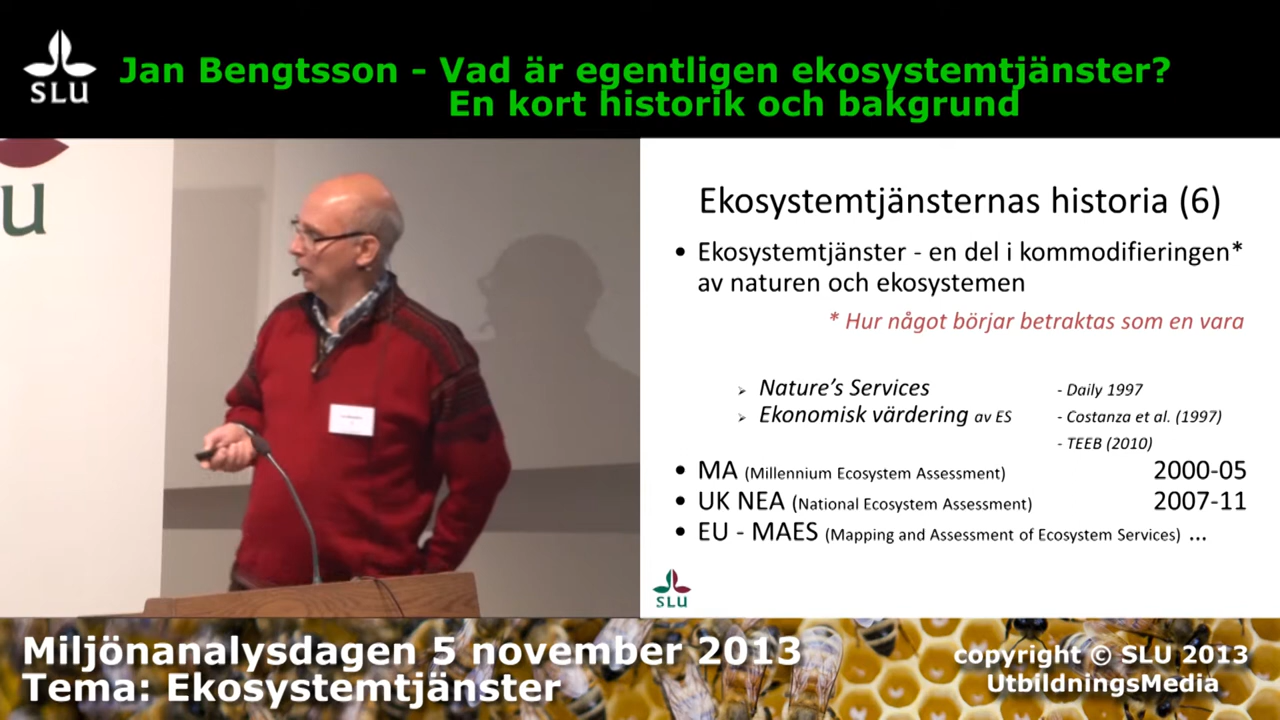 SLU
Jan Bengtsson - Vad är egentligen ekosystemtjänster?
En kort historik och bakgrund
Ekosystemtjänsternas historia (6)
• Ekosystemtjänster - en del i kommodifieringen*
av naturen och ekosystemen
* Hur något börjar betraktas som en vara
➢ Nature's Services - Daily 1997
➢ Ekonomisk värdering av ES - Costanza et al. (1997)
- TEEB (2010)
• MA (Millennium Ecosystem Assessment) 2000-05
• UK NEA (National Ecosystem Assessment) 2007-11
• EU - MAES (Mapping and Assessment of Ecosystem Services) ...
SLU
Miljönanalysdagen 5 november 2013
Tema: Ekosystemtjänster
copyright © SLU 2013
UtbildningsMedia